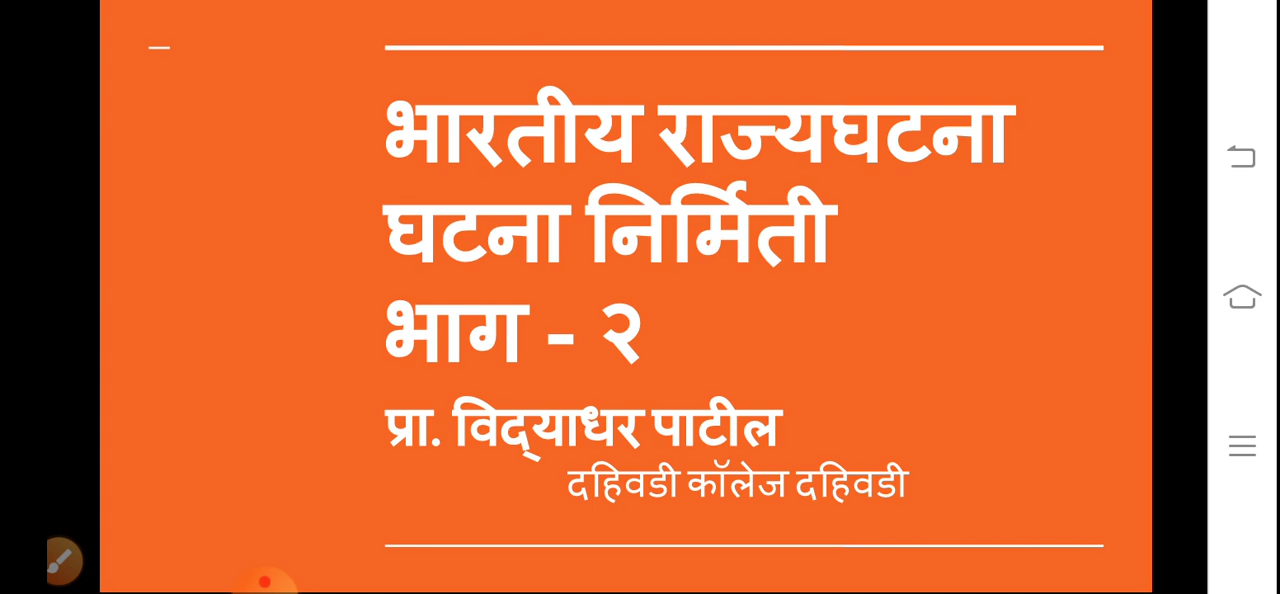 भारतीय राज्यघटना
घटना निर्मिती
भाग - २
प्रा. विद्‌याधर पाटील
दहिवडी कॉलेज दहिवडी